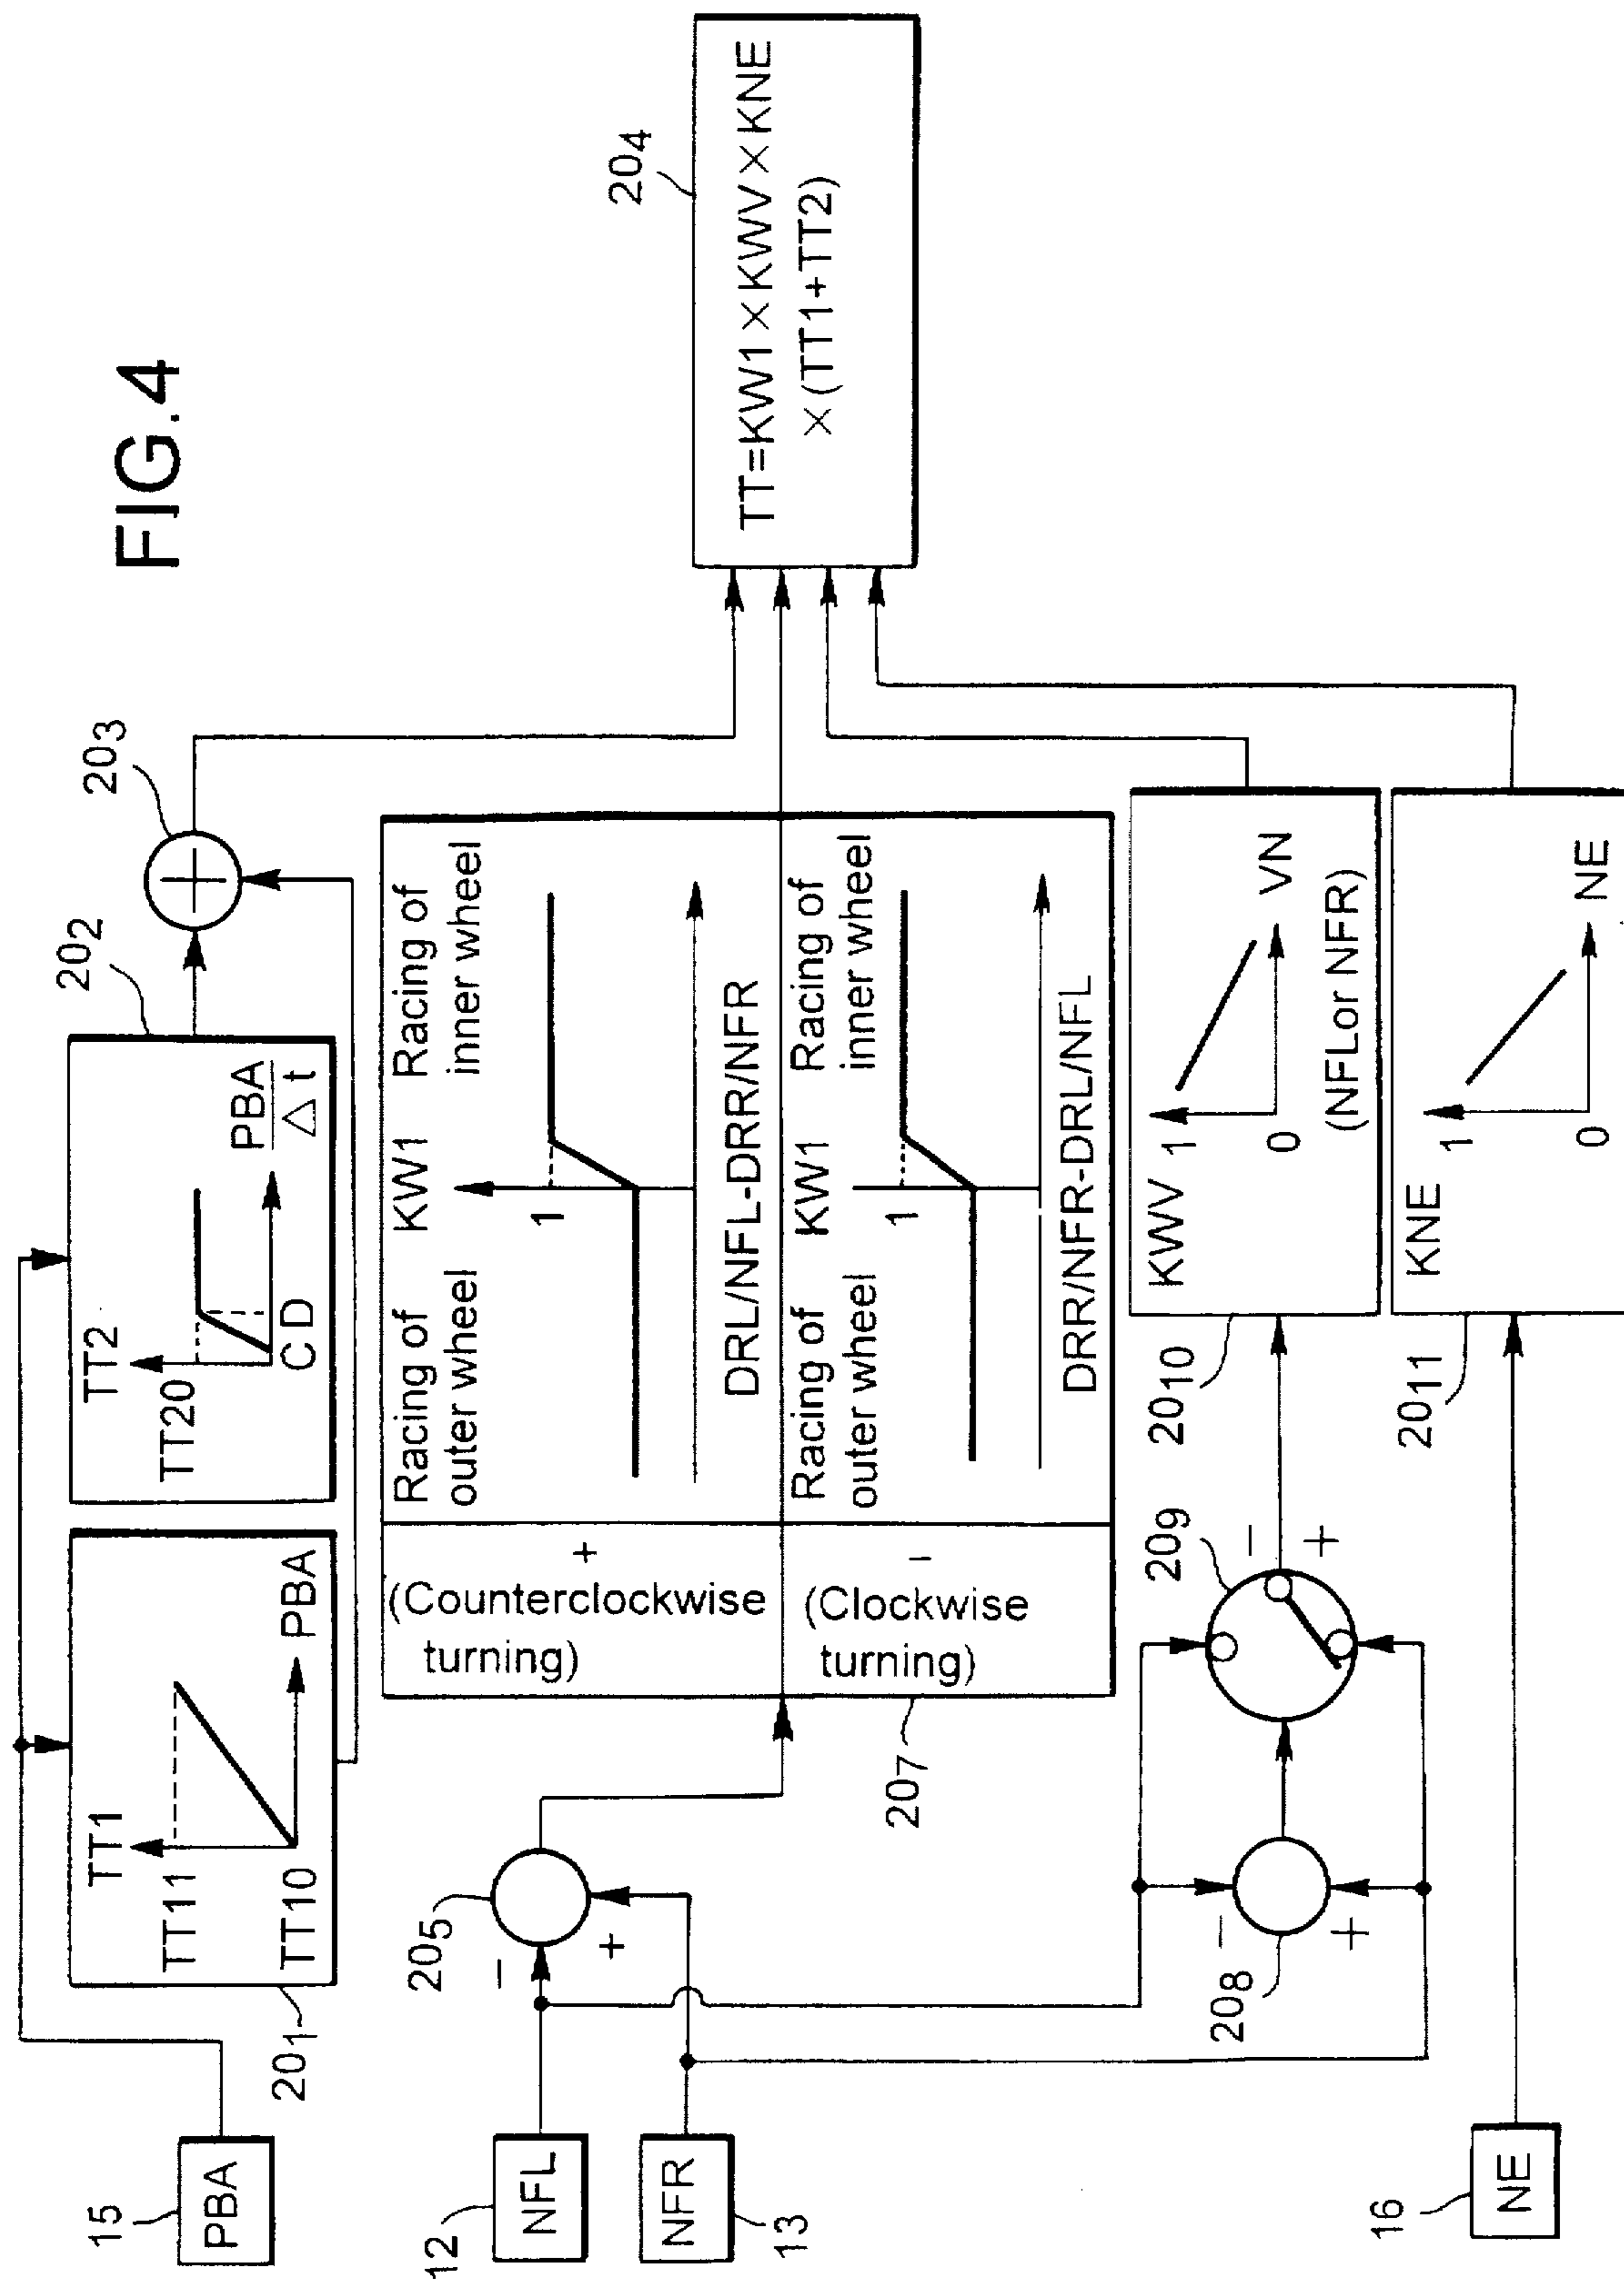 FIG.4
15
PBA
20₁
TT1
TT11
TT10
PBA
20₂
TT2
TT20
C D
PBA
△t
20₃
20₄
TT=KW1×KWV×KNE
×(TT1+TT2)
12
NFL
NFR
13
20₅
−
+
20₇
+
(Counterclockwise
turning)
Racing of
outer wheel
KW1
Racing of
inner wheel
1
DRL/NFL-DRR/NFR
−
(Clockwise
turning)
Racing of
outer wheel
KW1
Racing of
inner wheel
1
DRR/NFR-DRL/NFL
20₈
−
+
20₉
−
+
20₁₀
KWV
1
0
VN
(NFLor NFR)
16
NE
20₁₁
KNE
1
0
NE